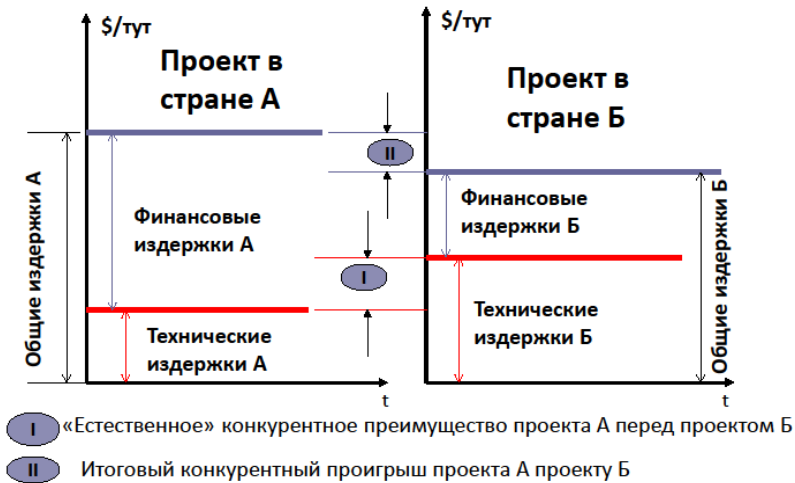 $/тут
Проект в
стране А
Общие издержки А
Финансовые
издержки А
Технические
издержки А
t
II
I
$/тут
Проект в
стране Б
Финансовые
издержки Б
Технические
издержки Б
Общие издержки Б
t
I «Естественное» конкурентное преимущество проекта А перед проектом Б
II Итоговый конкурентный проигрыш проекта А проекту Б